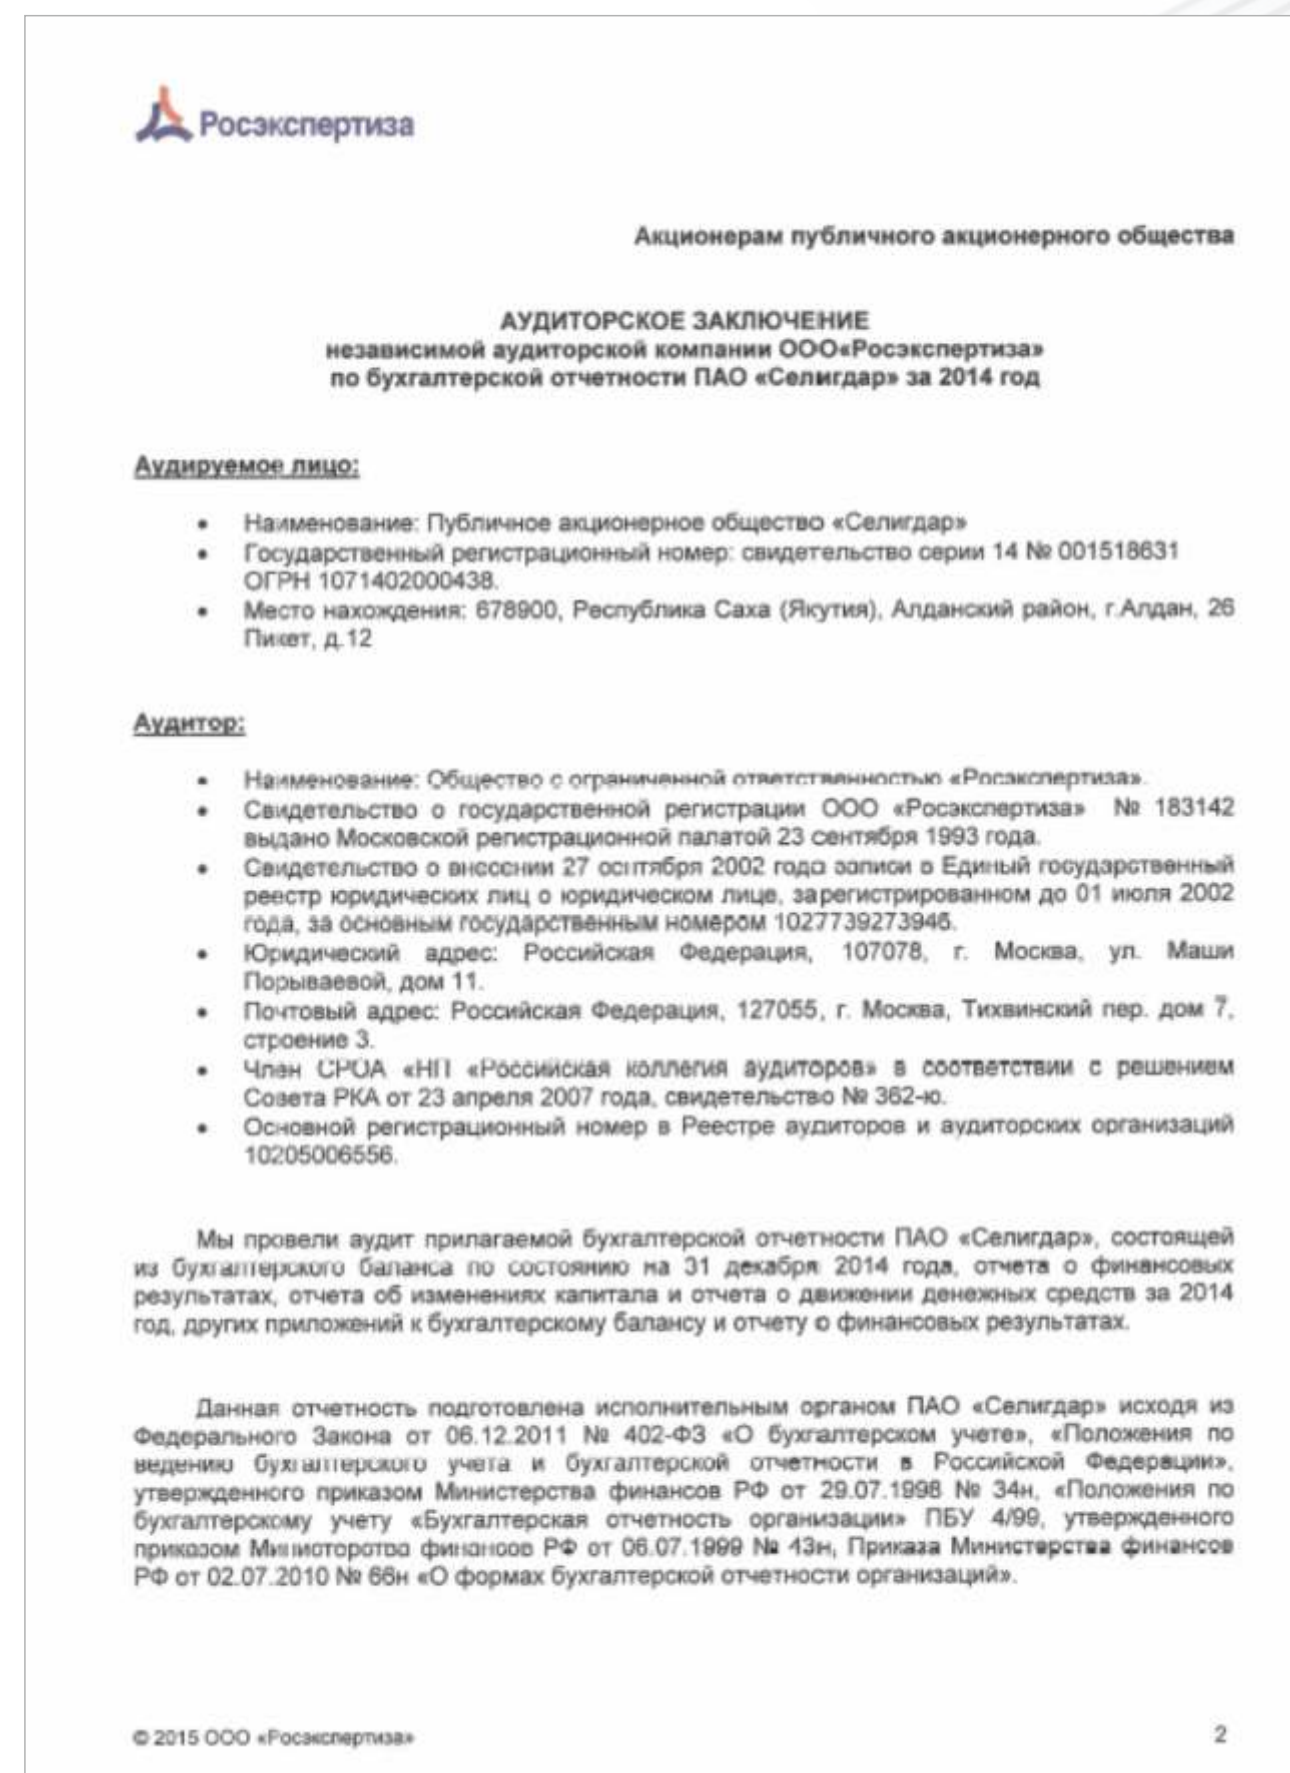 Росэкспертиза
Акционерам публичного акционерного общества
АУДИТОРСКОЕ ЗАКЛЮЧЕНИЕ
независимой аудиторской компании ООО«Росэкспертиза»
по бухгалтерской отчетности ПАО «Селигдар» за 2014 год
Аудируемое лицо:
• Наименование: Публичное акционерное общество «Селигдар»
• Государственный регистрационный номер: свидетельство серии 14 № 001518631
ОГРН 1071402000438.
• Место нахождения: 678900, Республика Саха (Якутия), Алданский район, г.Алдан, 26
Пикет, д.12
Аудитор:
• Наименование: Общество с ограниченной ответственностью «Росэкспертиза».
• Свидетельство о государственной регистрации ООО «Росэкспертиза» № 183142
выдано Московской регистрационной палатой 23 сентября 1993 года.
• Свидетельство о внесении 27 сентября 2002 года записи в Единый государственный
реестр юридических лиц о юридическом лице, зарегистрированном до 01 июля 2002
года, за основным государственным номером 1027739273946.
• Юридический адрес: Российская Федерация, 107078, г. Москва, ул. Маши
Порываевой, дом 11.
• Почтовый адрес: Российская Федерация, 127055, г. Москва, Тихвинский пер. дом 7,
строение 3.
• Член СРОА «НП «Российская коллегия аудиторов» в соответствии с решением
Совета РКА от 23 апреля 2007 года, свидетельство № 362-ю.
• Основной регистрационный номер в Реестре аудиторов и аудиторских организаций
10205006556.
Мы провели аудит прилагаемой бухгалтерской отчетности ПАО «Селигдар», состоящей
из бухгалтерского баланса по состоянию на 31 декабря 2014 года, отчета о финансовых
результатах, отчета об изменениях капитала и отчета о движении денежных средств за 2014
год, других приложений к бухгалтерскому балансу и отчету о финансовых результатах.
Данная отчетность подготовлена исполнительным органом ПАО «Селигдар» исходя из
Федерального Закона от 06.12.2011 № 402-ФЗ «О бухгалтерском учете», «Положения по
ведению бухгалтерского учета и бухгалтерской отчетности в Российской Федерации»,
утвержденного приказом Министерства финансов РФ от 29.07.1998 № 34н, «Положения по
бухгалтерскому учету «Бухгалтерская отчетность организации» ПБУ 4/99, утвержденного
приказом Министерства финансов РФ от 06.07.1999 № 43н, Приказа Министерства финансов
РФ от 02.07.2010 № 66н «О формах бухгалтерской отчетности организаций».
© 2015 ООО «Росэкспертиза»
2